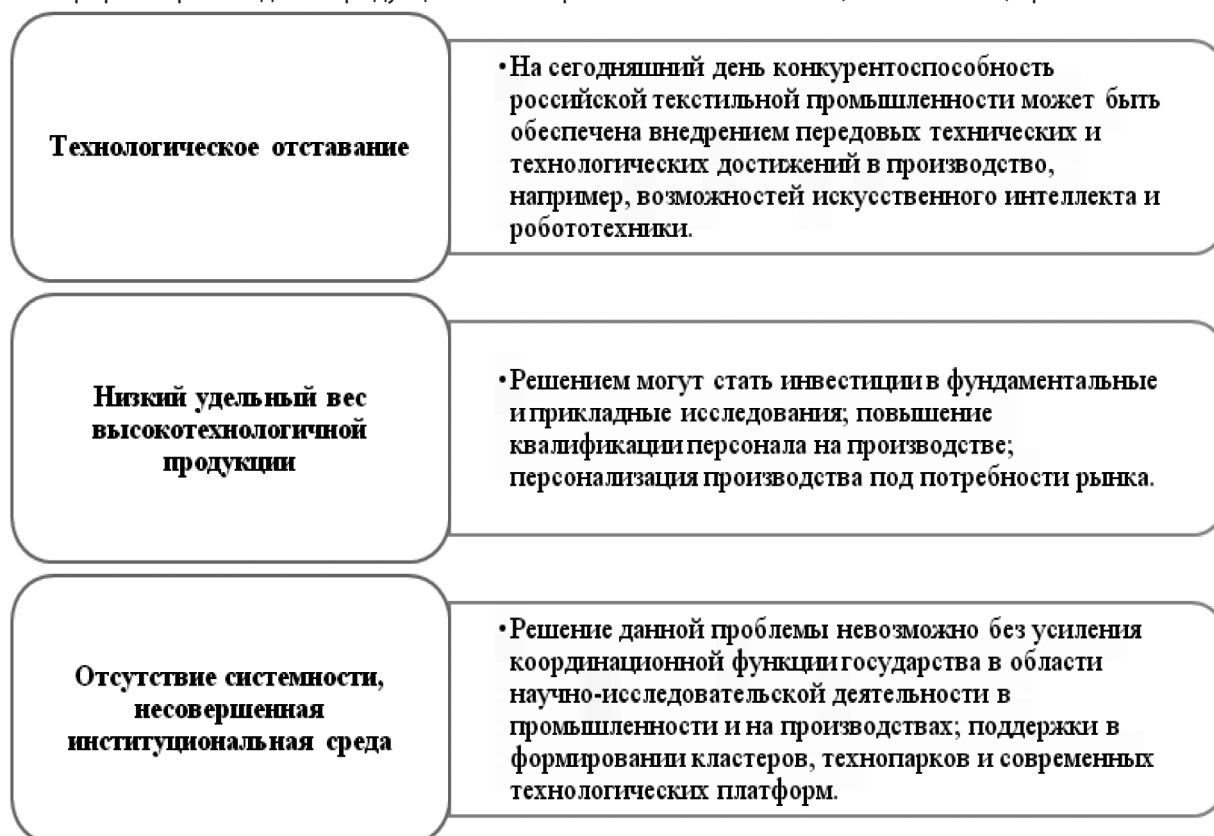 Технологическое отставание
•На сегодняшний день конкурентоспособность
российской текстильной промышленности может быть
обеспечена внедрением передовых технических и
технологических достижений в производство,
например, возможностей искусственного интеллекта и
робототехники.
Низкий удельный вес
высокотехнологичной
продукции
•Решением могут стать инвестиции в фундаментальные
и прикладные исследования; повышение
квалификации персонала на производстве;
персонализация производства под потребности рынка.
Отсутствие системности,
несовершенная
институциональная среда
•Решение данной проблемы невозможно без усиления
координационной функции государства в области
научно-исследовательской деятельности в
промышленности и на производствах; поддержки в
формировании кластеров, технопарков и современных
технологических платформ.